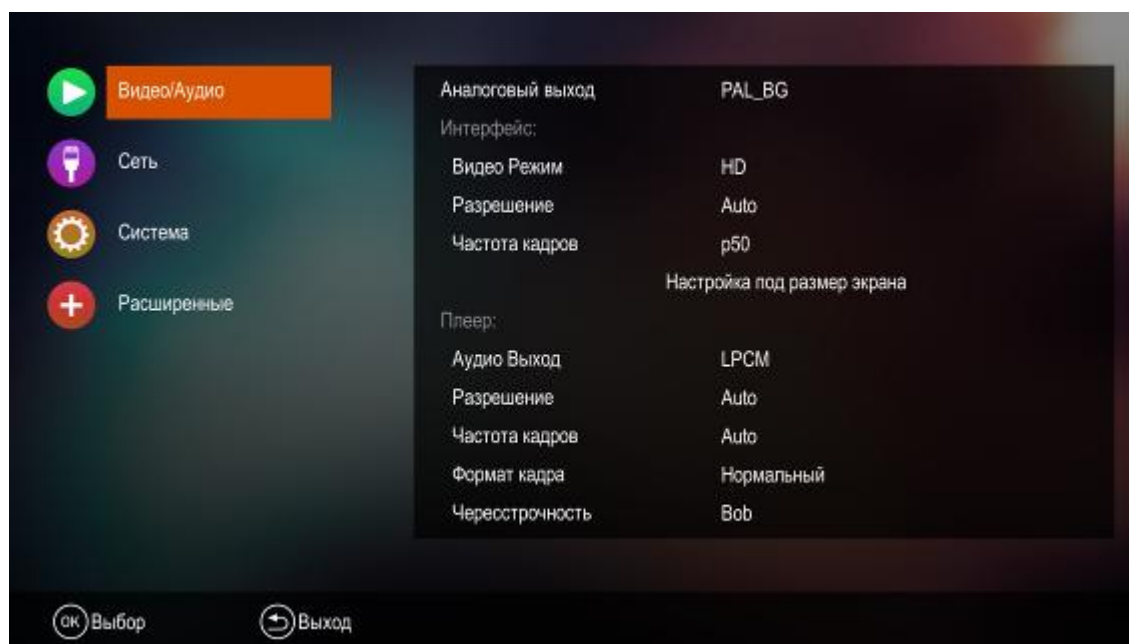 Видео/Аудио
Сеть
Система
Расширенные
Аналоговый выход PAL_BG
Интерфейс:
Видео Режим HD
Разрешение Auto
Частота кадров p50
Настройка под размер экрана
Плеер:
Аудио Выход LPCM
Разрешение Auto
Частота кадров Auto
Формат кадра Нормальный
Чересстрочность Bob
OK Выбор Выход